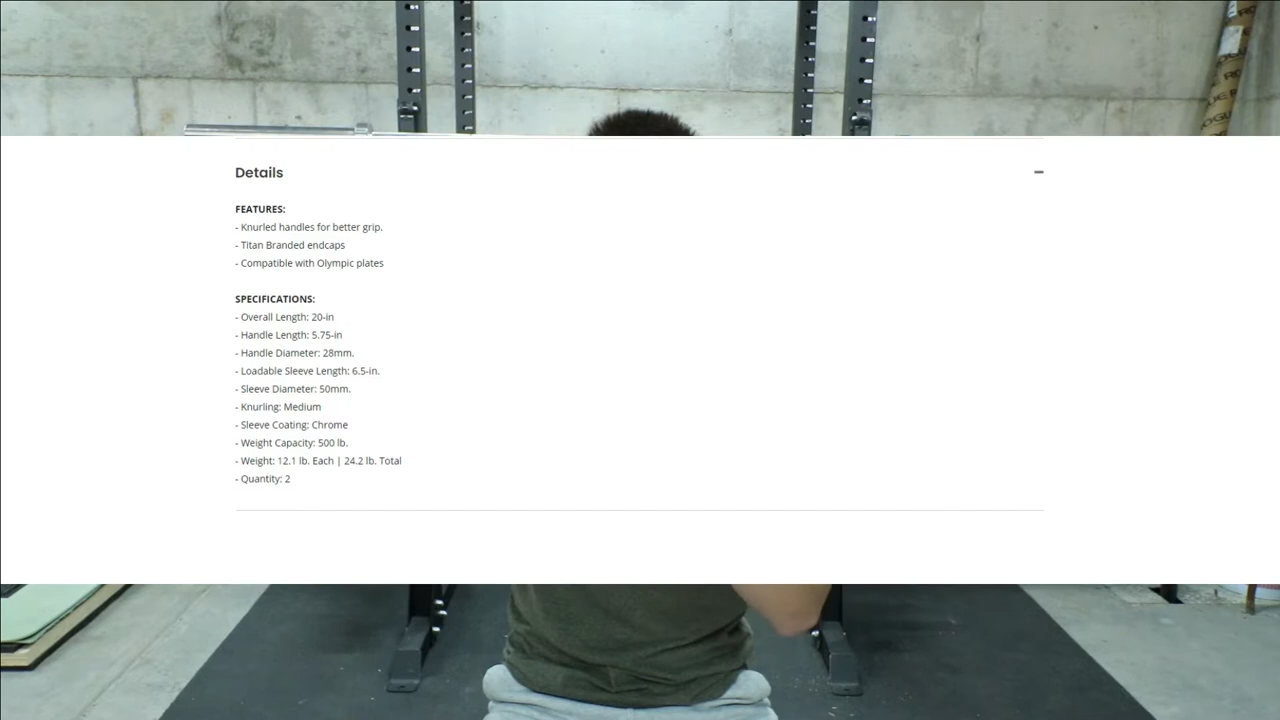 Details
FEATURES:
- Knurled handles for better grip.
- Titan Branded endcaps
- Compatible with Olympic plates
SPECIFICATIONS:
- Overall Length: 20-in
- Handle Length: 5.75-in
- Handle Diameter: 28mm.
- Loadable Sleeve Length: 6.5-in.
- Sleeve Diameter: 50mm.
- Knurling: Medium
- Sleeve Coating: Chrome
- Weight Capacity: 500 lb.
- Weight: 12.1 lb. Each | 24.2 lb. Total
- Quantity: 2